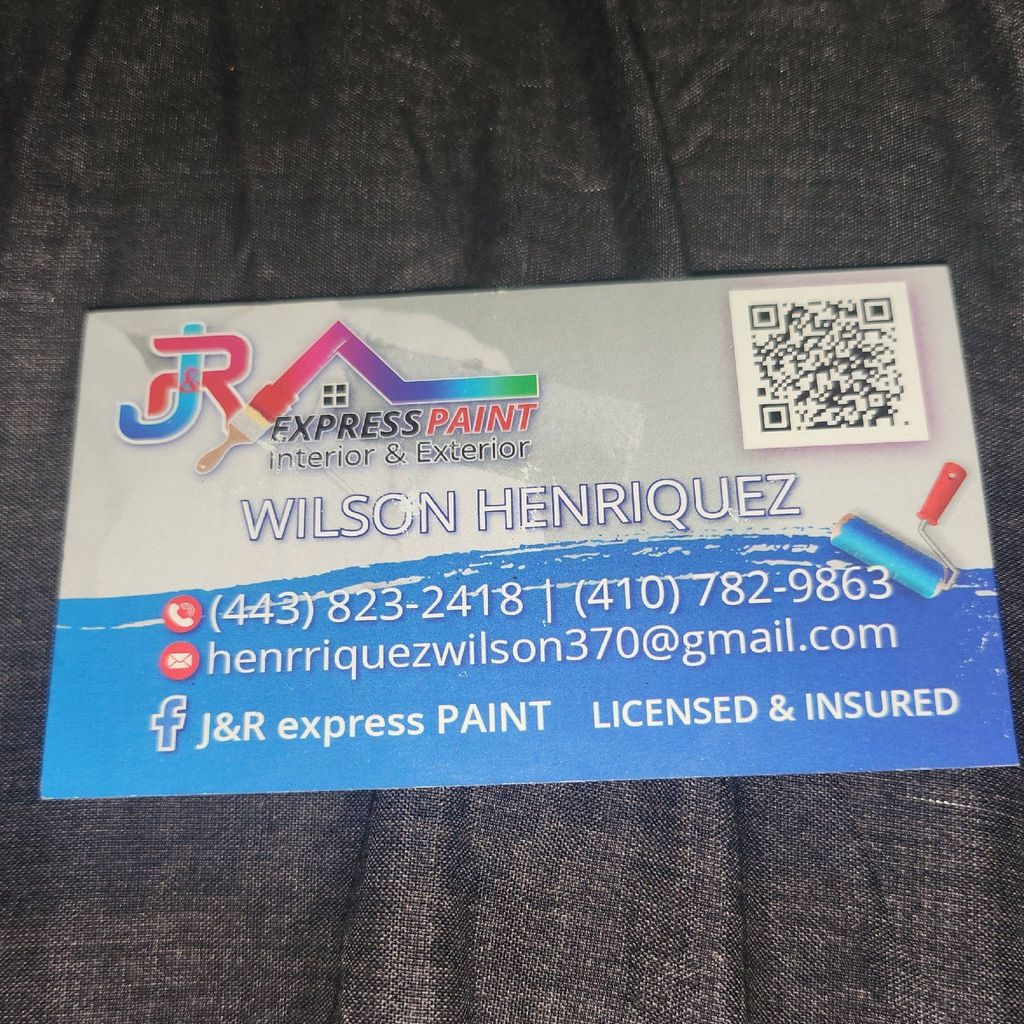 J&R
EXPRESS PAINT
Interior & Exterior
WILSON HENRIQUEZ
(443) 823-2418 | (410) 782-9863
henrriquezwilson370@gmail.com
f J&R express PAINT LICENSED & INSURED